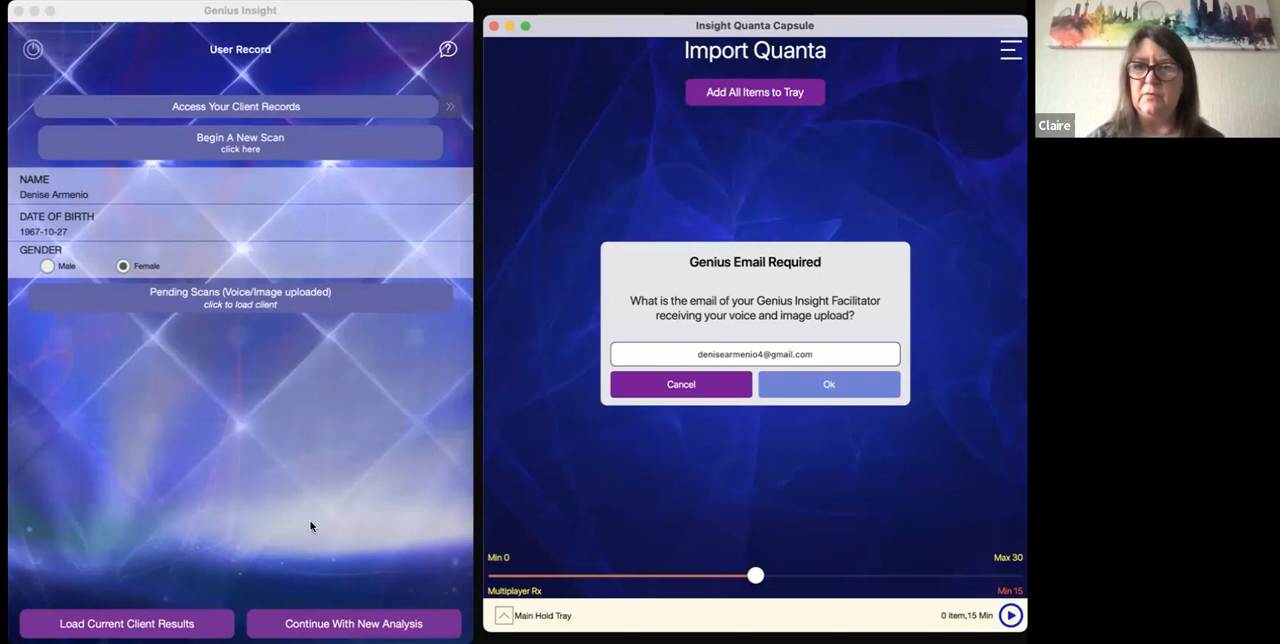 Genius Insight
User Record
Access Your Client Records
Begin A New Scan
click here
NAME
Denise Armenio
DATE OF BIRTH
1967-10-27
GENDER
Male
Female
Pending Scans (Voice/Image uploaded)
click to load client
Load Current Client Results
Continue With New Analysis
Insight Quanta Capsule
Import Quanta
Add All Items to Tray
Genius Email Required
What is the email of your Genius Insight Facilitator
receiving your voice and image upload?
denisearmenio4@gmail.com
Cancel
Ok
Min 0
Max 30
Multiplayer Rx
Min 15
Main Hold Tray
0 item,15 Min
Claire